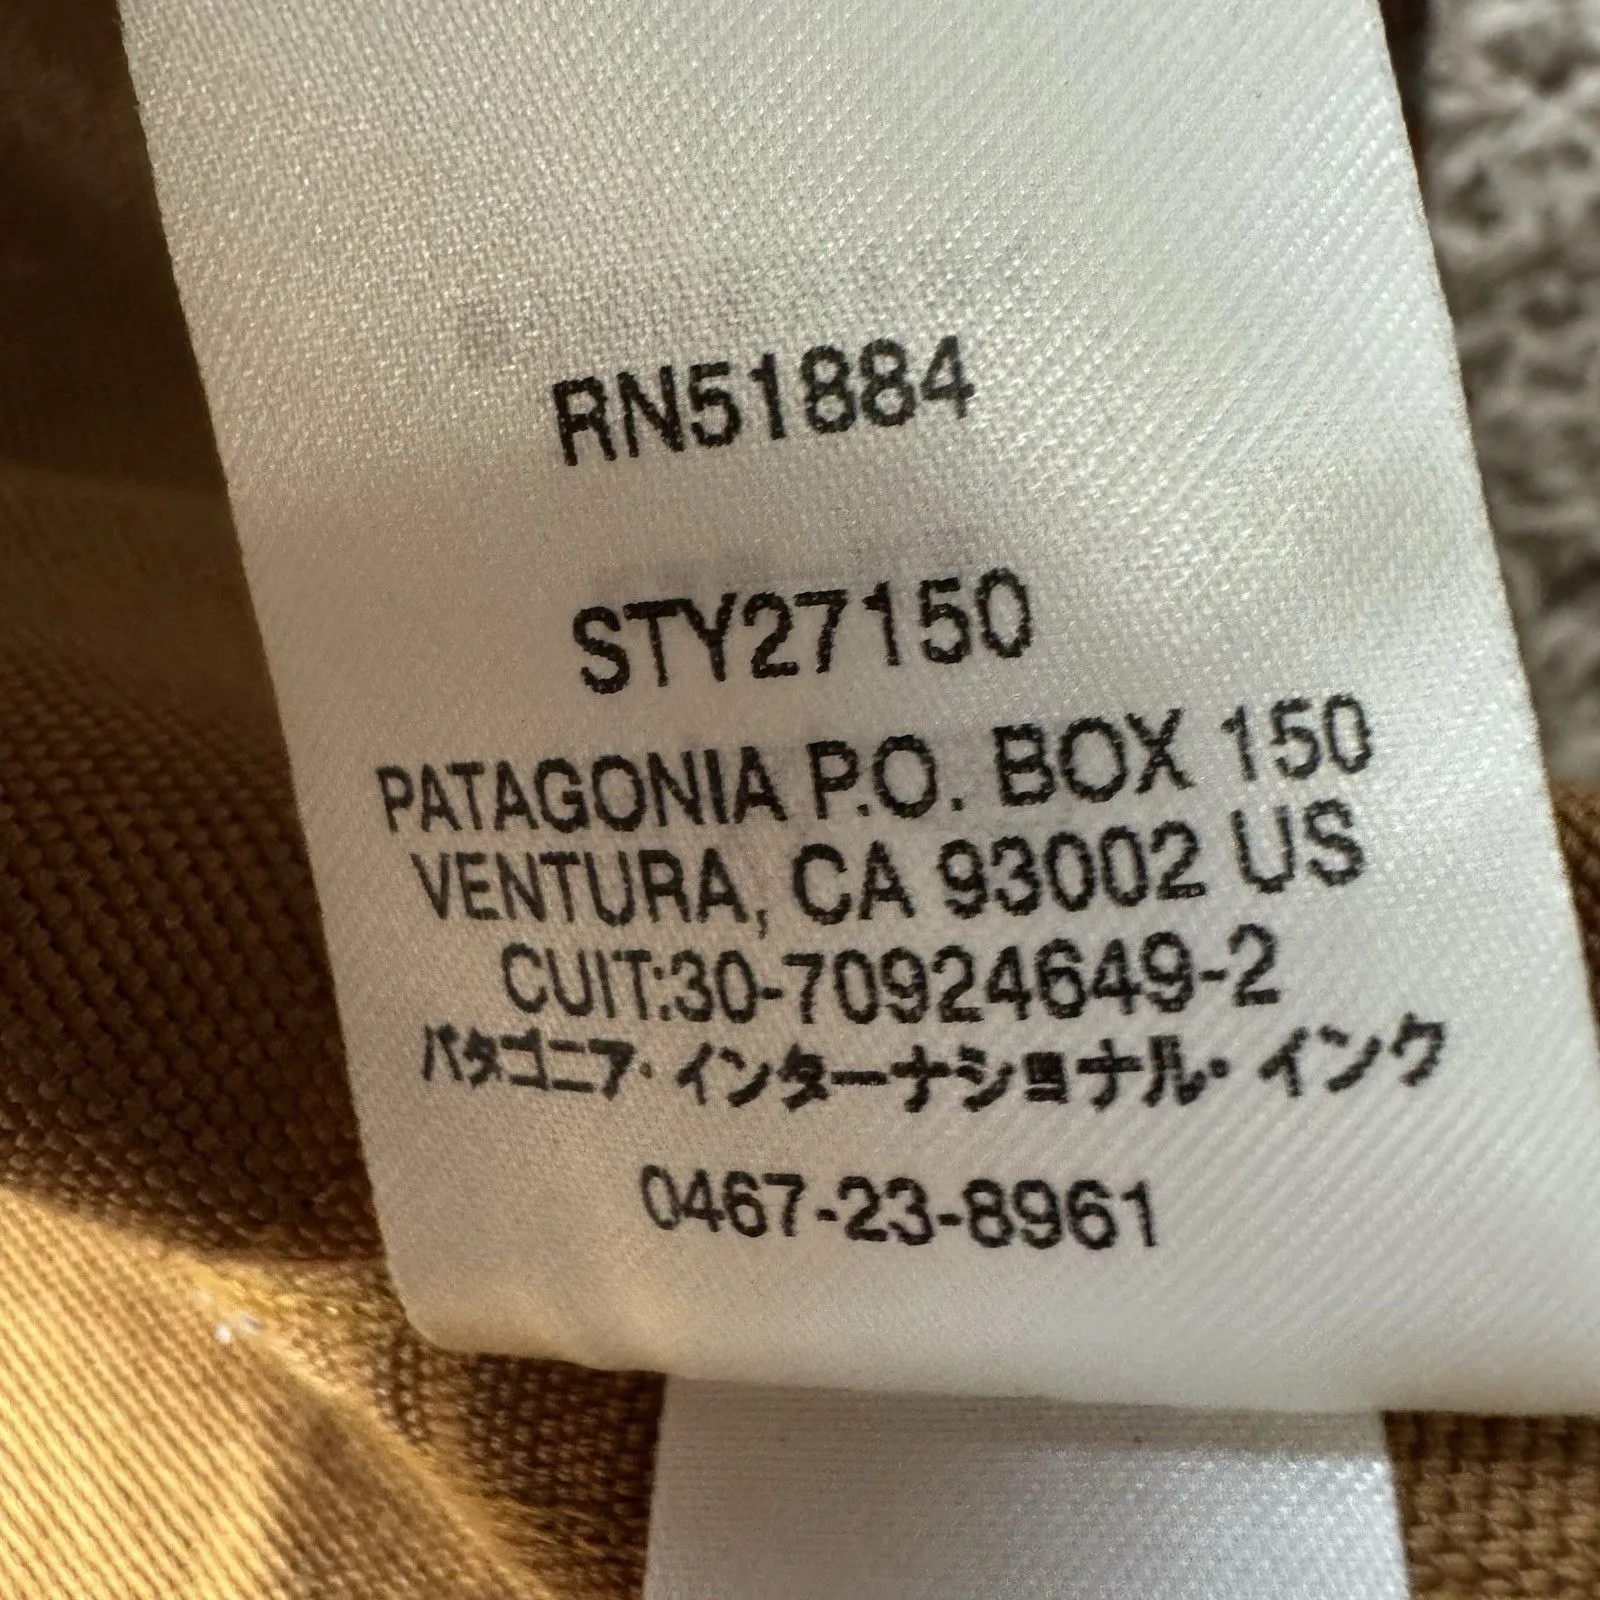 RN51884
STY27150
PATAGONIA P.O. BOX 150
VENTURA, CA 93002 US
CUIT:30-70924649-2
パタゴニア・インターナショナル・インク
0467-23-8961